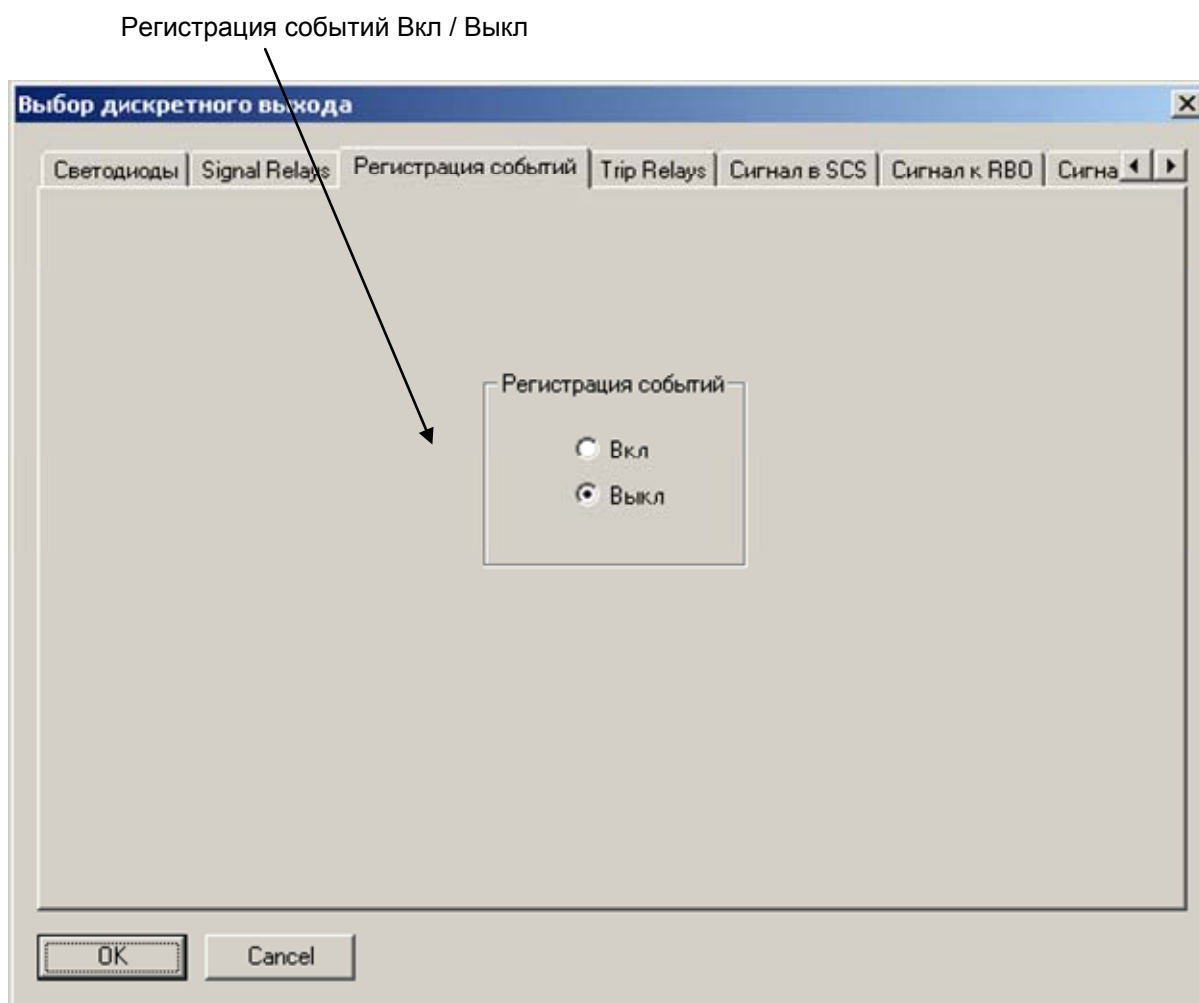 Регистрация событий Вкл / Выкл
Выбор дискретного выхода
Светодиоды Signal Relays Регистрация событий Trip Relays Сигнал в SCS Сигнал к RBO Сигна
Регистрация событий
Вкл
Выкл
OK Cancel